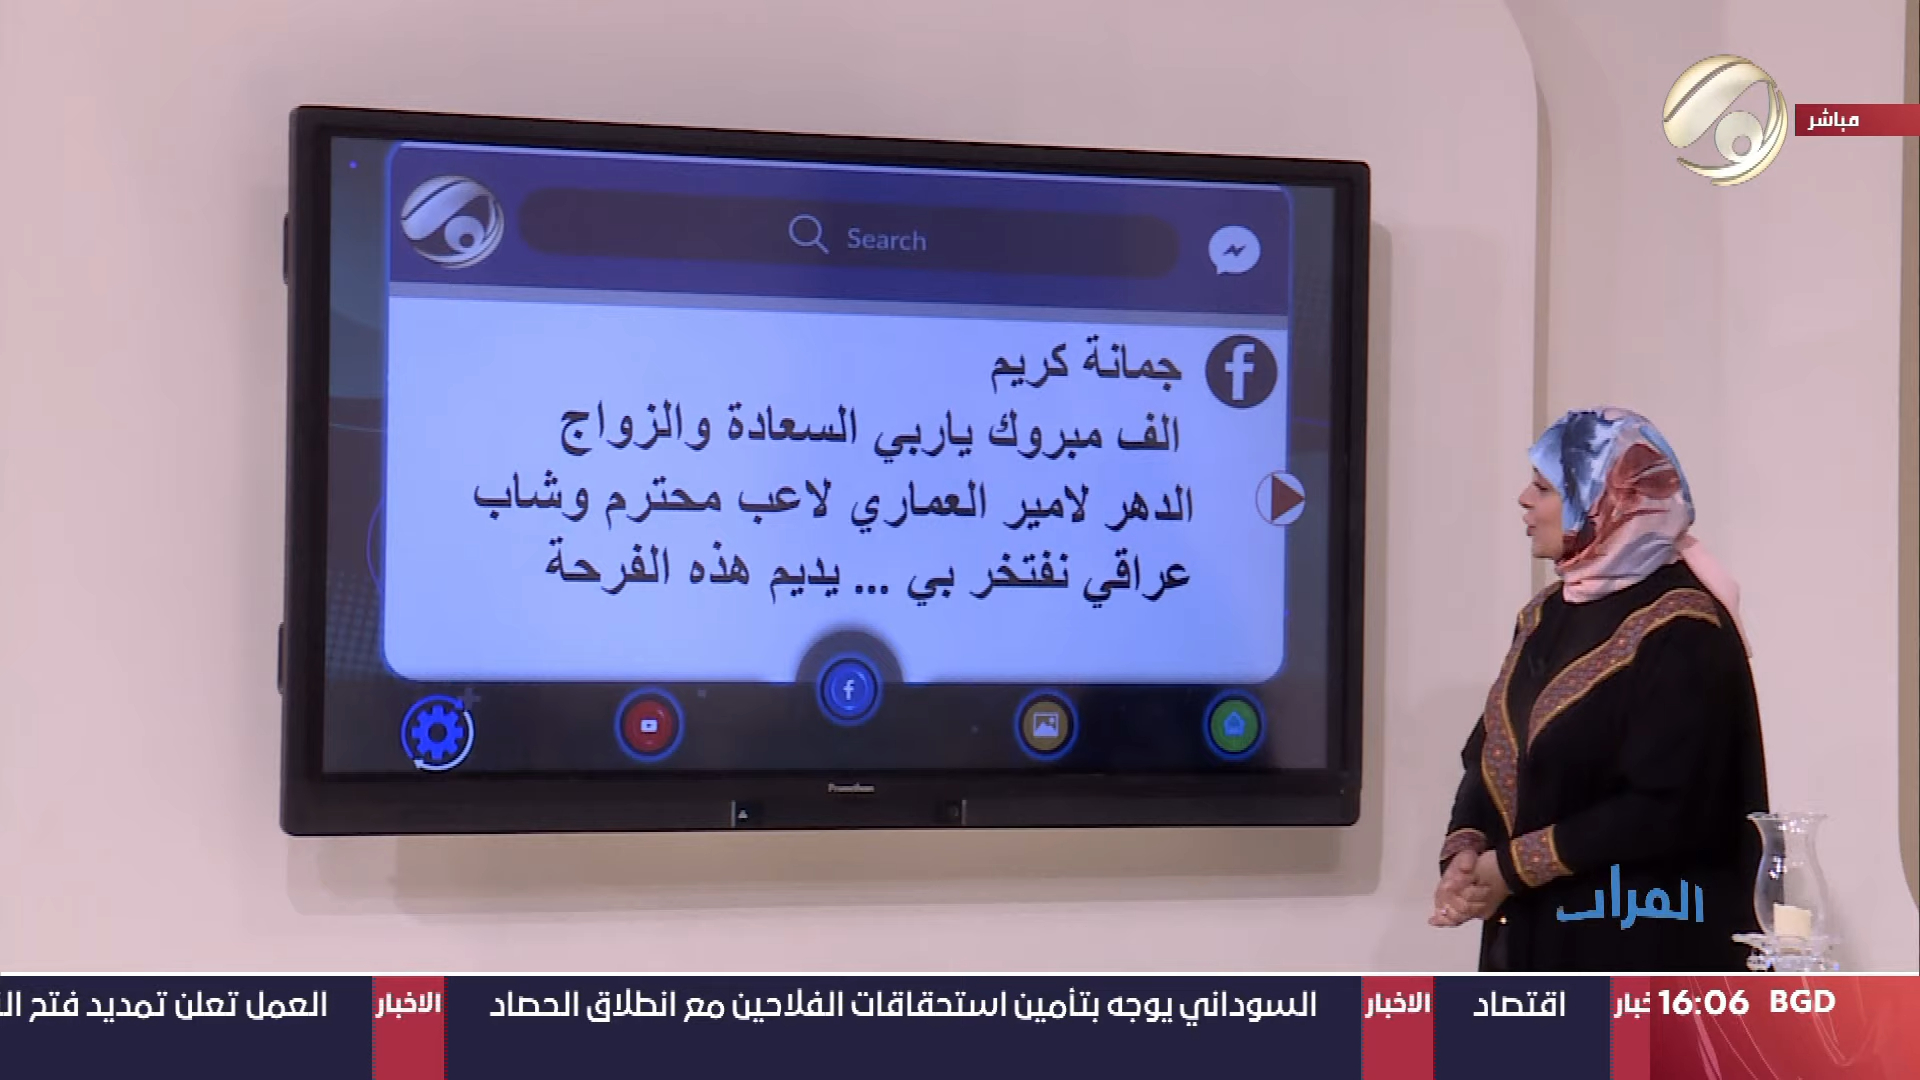 مباشر
Search
جمانة كريم
الف مبروك ياربي السعادة والزواج
الدهر لامير العماري لاعب محترم وشاب
عراقي نفتخر بي ... يديم هذه الفرحة
Promethean
16:06 BGD
اقتصاد
الاخبار
السوداني يوجه بتأمين استحقاقات الفلاحين مع انطلاق الحصاد
الاخبار
العمل تعلن تمديد فتح